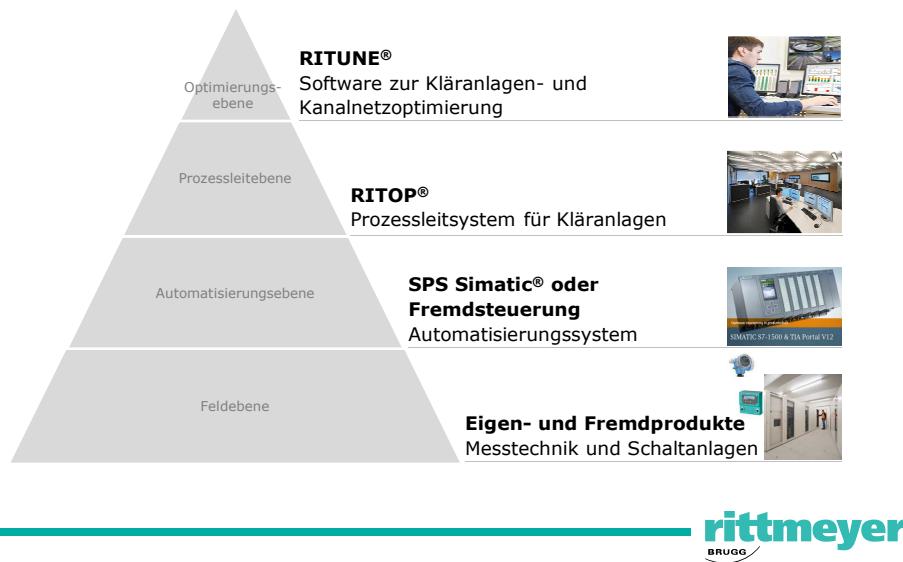 Optimierungs-
ebene
RITUNE®
Software zur Kläranlagen- und
Kanalnetzoptimierung
Prozessleitebene
RITOP®
Prozessleitsystem für Kläranlagen
Automatisierungsebene
SPS Simatic® oder
Fremdsteuerung
Automatisierungssystem
SIMATIC S7-1500 & TIA Portal V12
Feldebene
Eigen- und Fremdprodukte
Messtechnik und Schaltanlagen
rittmeyer
BRUGG